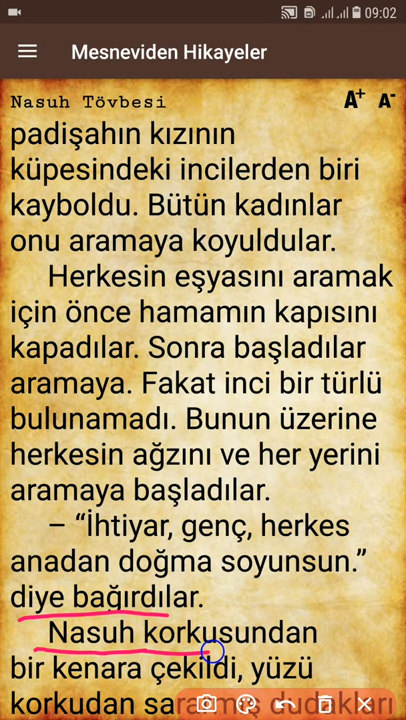 09:02
Mesneviden Hikayeler
Nasuh Tövbesi
A+ A-
padişahın kızının
küpesindeki incilerden biri
kayboldu. Bütün kadınlar
onu aramaya koyuldular.
Herkesin eşyasını aramak
için önce hamamın kapısını
kapadılar. Sonra başladılar
aramaya. Fakat inci bir türlü
bulunamadı. Bunun üzerine
herkesin ağzını ve her yerini
aramaya başladılar.
– “İhtiyar, genç, herkes
anadan doğma soyunsun.”
diye bağırdılar.
Nasuh korkusundan
bir kenara çekildi, yüzü
korkudan sararmış dudakları